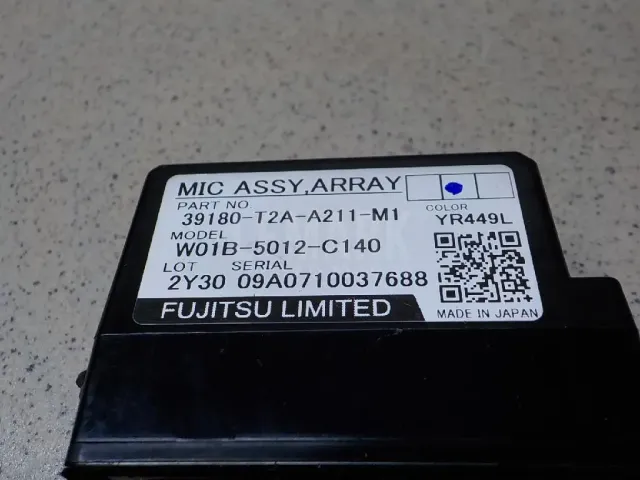 MIC ASSY,ARRAY
PART NO
39180-T2A-A211-M1
COLOR
YR449L
MODEL
W01B-5012-C140
LOT SERIAL
2Y30 09A0710037688
FUJITSU LIMITED
MADE IN JAPAN